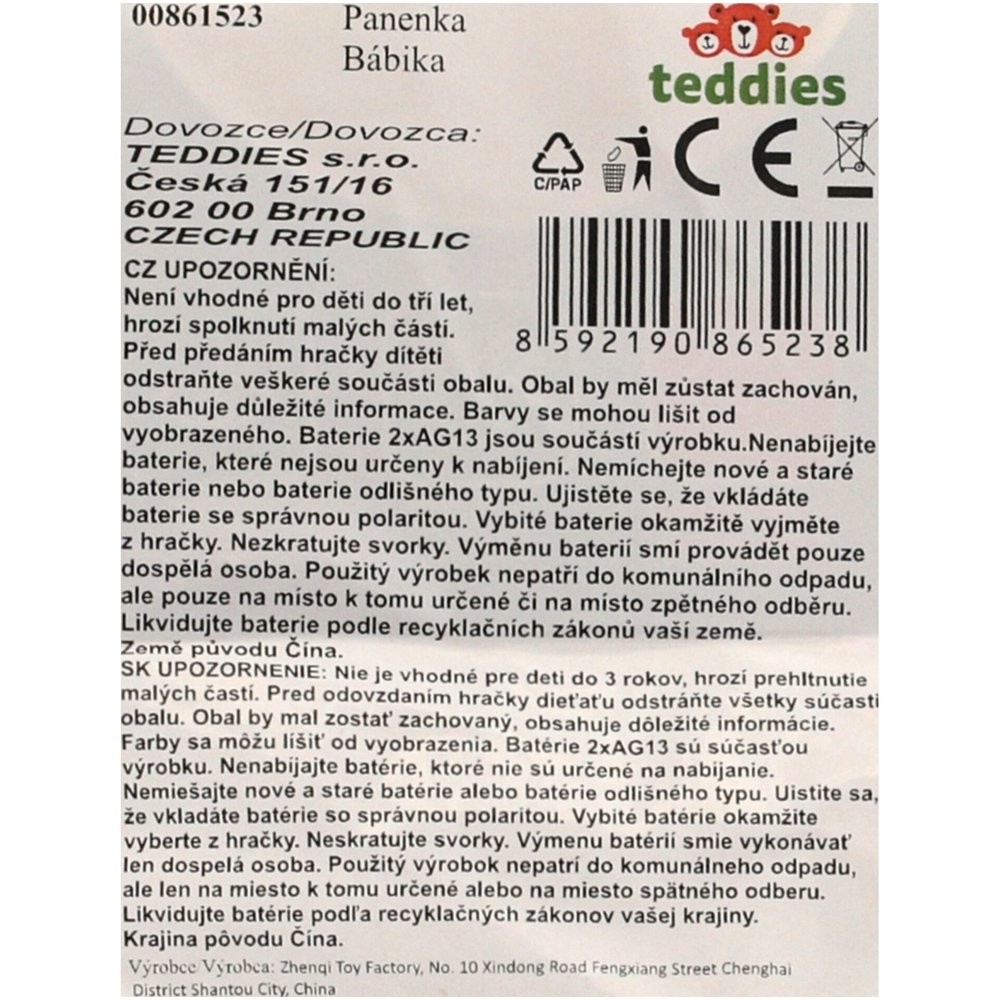 00861523
Panenka
Bábika
teddies
Dovozce/Dovozca:
TEDDIES s.r.o.
Česká 151/16
602 00 Brno
CZECH REPUBLIC
C/PAP
CE
8 592190 865238
CZ UPOZORNĚNÍ:
Není vhodné pro děti do tří let,
hrozí spolknutí malých částí.
Před předáním hračky dítěti
odstraňte veškeré součásti obalu. Obal by měl zůstat zachován,
obsahuje důležité informace. Barvy se mohou lišit od
vyobrazeného. Baterie 2xAG13 jsou součástí výrobku.Nenabíjejte
baterie, které nejsou určeny k nabíjení. Nemíchejte nové a staré
baterie nebo baterie odlišného typu. Ujistěte se, že vkládáte
baterie se správnou polaritou. Vybité baterie okamžitě vyjměte
z hračky. Nezkratujte svorky. Výměnu baterií smí provádět pouze
dospělá osoba. Použitý výrobek nepatří do komunálního odpadu,
ale pouze na místo k tomu určené či na místo zpětného odběru.
Likvidujte baterie podle recyklačních zákonů vaší země.
Země původu Čína.
SK UPOZORNENIE: Nie je vhodné pre deti do 3 rokov, hrozí prehltnutie
malých častí. Pred odovzdaním hračky dieťaťu odstráňte všetky súčasti
obalu. Obal by mal zostať zachovaný, obsahuje dôležité informácie.
Farby sa môžu líšiť od vyobrazenia. Batérie 2xAG13 sú súčasťou
výrobku. Nenabíjajte batérie, ktoré nie sú určené na nabíjanie.
Nemiešajte nové a staré batérie alebo batérie odlišného typu. Uistite sa,
že vkladáte batérie so správnou polaritou. Vybité batérie okamžite
vyberte z hračky. Neskratujte svorky. Výmenu batérií smie vykonávať
len dospelá osoba. Použitý výrobok nepatrí do komunálneho odpadu,
ale len na miesto k tomu určené alebo na miesto spätného odberu.
Likvidujte batérie podľa recyklačných zákonov vašej krajiny.
Krajina pôvodu Čína.
Výrobce/Výrobca: Zhenqi Toy Factory, No. 10 Xindong Road Fengxiang Street Chenghai
District Shantou City, China